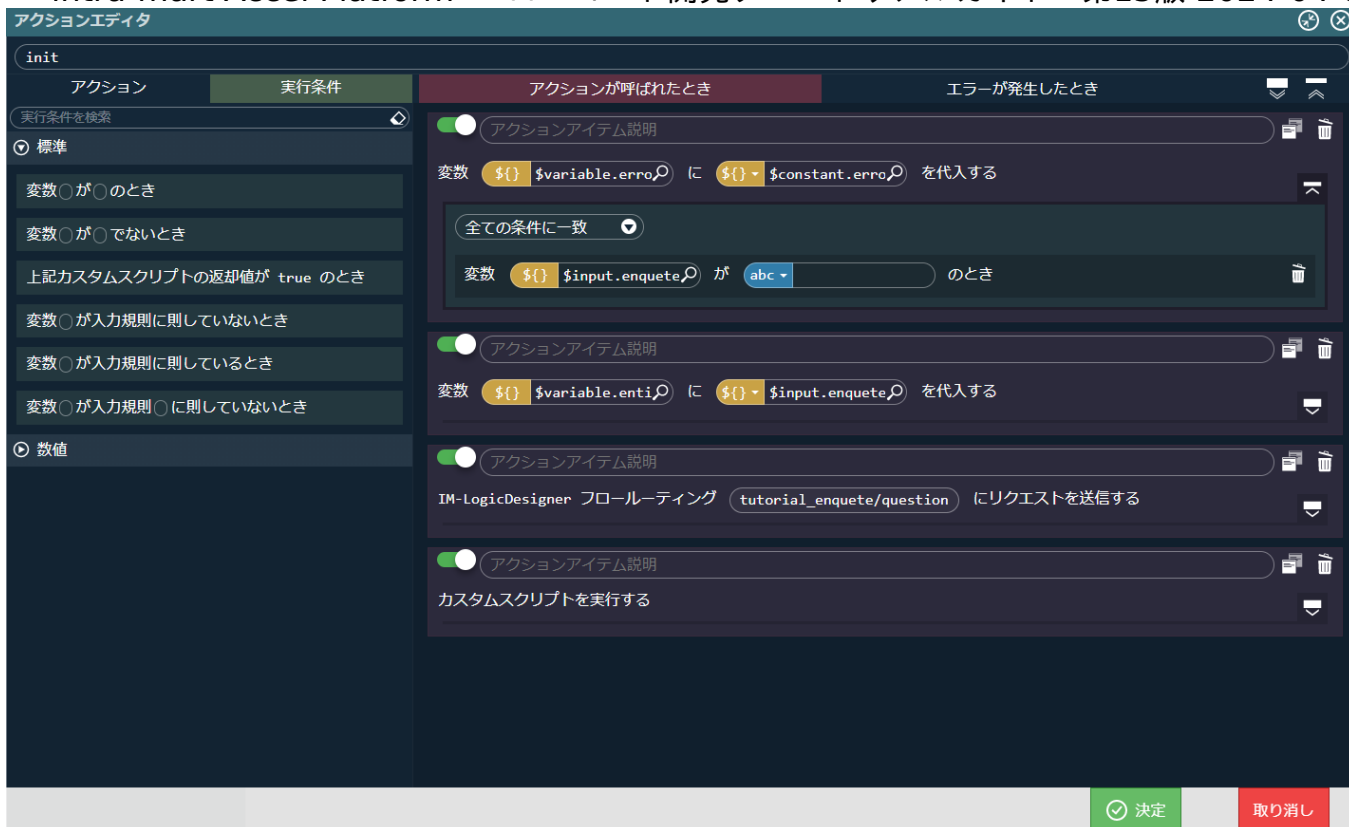 アクションエディタ
init
アクション 実行条件 アクションが呼ばれたとき エラーが発生したとき
実行条件を検索
標準
変数○が○のとき
変数○が○でないとき
上記カスタムスクリプトの返却値が true のとき
変数○が入力規則に則していないとき
変数○が入力規則に則しているとき
変数○が入力規則○に則していないとき
数値
アクションアイテム説明
変数 ${} $variable.erro に ${} $constant.erro を代入する
全ての条件に一致
変数 ${} $input.enquete が abc のとき
アクションアイテム説明
変数 ${} $variable.enti に ${} $input.enquete を代入する
アクションアイテム説明
IM-LogicDesigner フロールーティング tutorial_enquete/question にリクエストを送信する
アクションアイテム説明
カスタムスクリプトを実行する
決定 取り消し